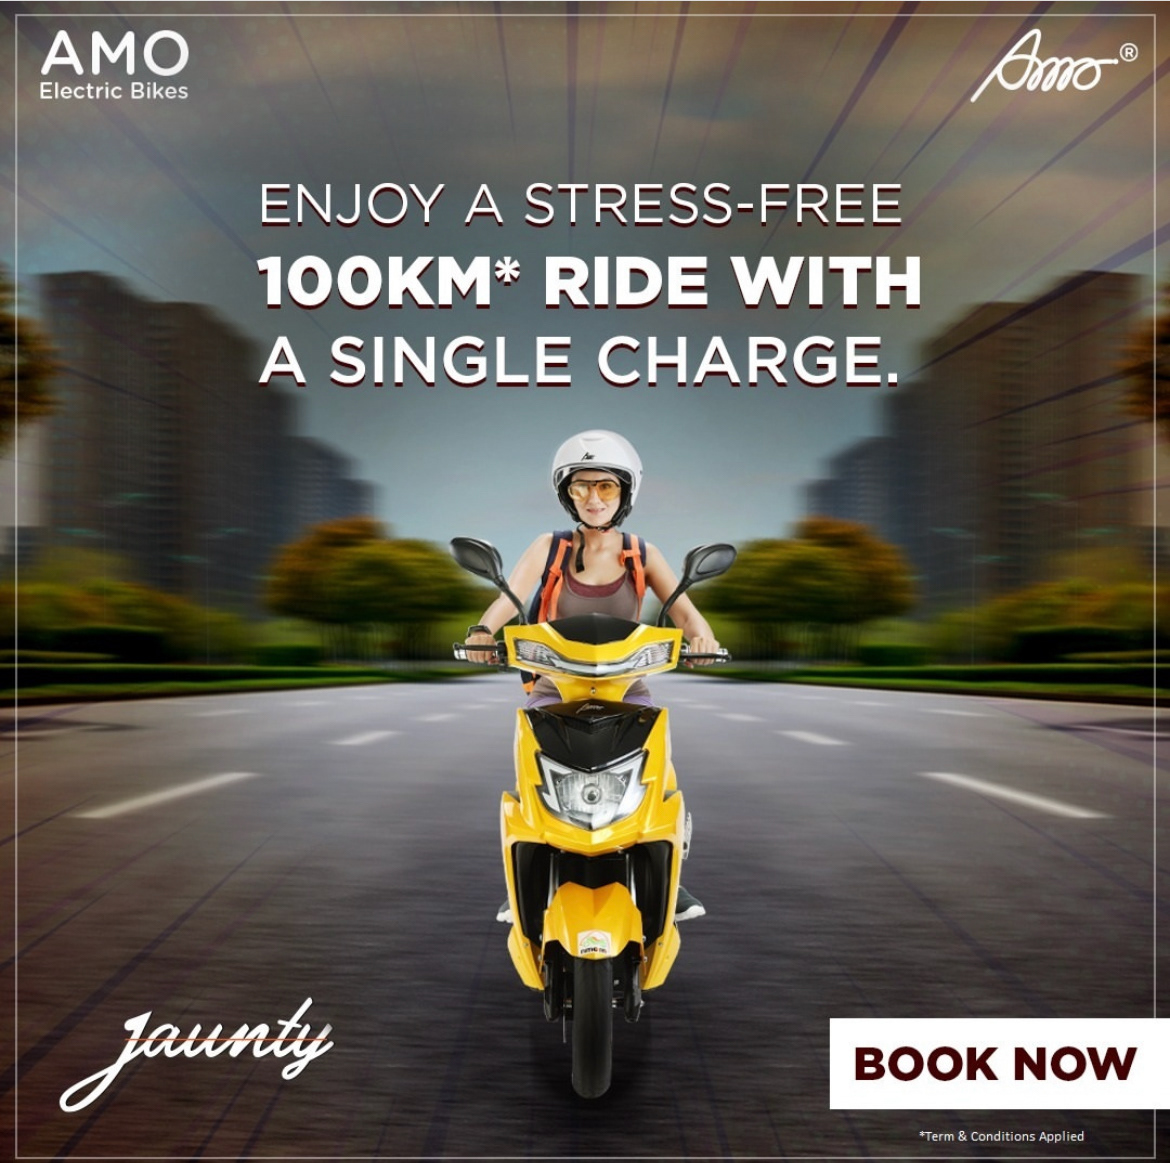 AMO
Electric Bikes
Amo®
ENJOY A STRESS-FREE
100KM* RIDE WITH
A SINGLE CHARGE.
Jaunty
BOOK NOW
*Term & Conditions Applied